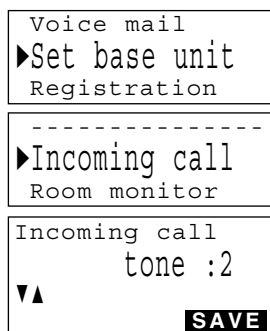 Voice mail
▶Set base unit
Registration
---------------
▶Incoming call
Room monitor
Incoming call
tone :2
▼▲
SAVE